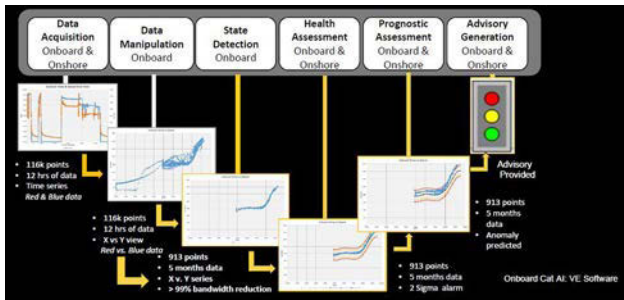 Data
Acquisition
Onboard &
Onshore
Data
Manipulation
Onboard
State
Detection
Onboard
Health
Assessment
Onboard &
Onshore
Prognostic
Assessment
Onboard &
Onshore
Advisory
Generation
Onboard &
Onshore
• 116k points
• 12 hrs of data
• Time series
Red & Blue data
• 116k points
• 12 hrs of data
• X vs Y view
Red vs. Blue data
• 913 points
• 5 months data
• X v. Y series
• > 99% bandwidth reduction
• 913 points
• 5 months data
• 2 Sigma alarm
Advisory
Provided
• 913 points
• 5 months
data
• Anomaly
predicted
Onboard Cat AI: VE Software